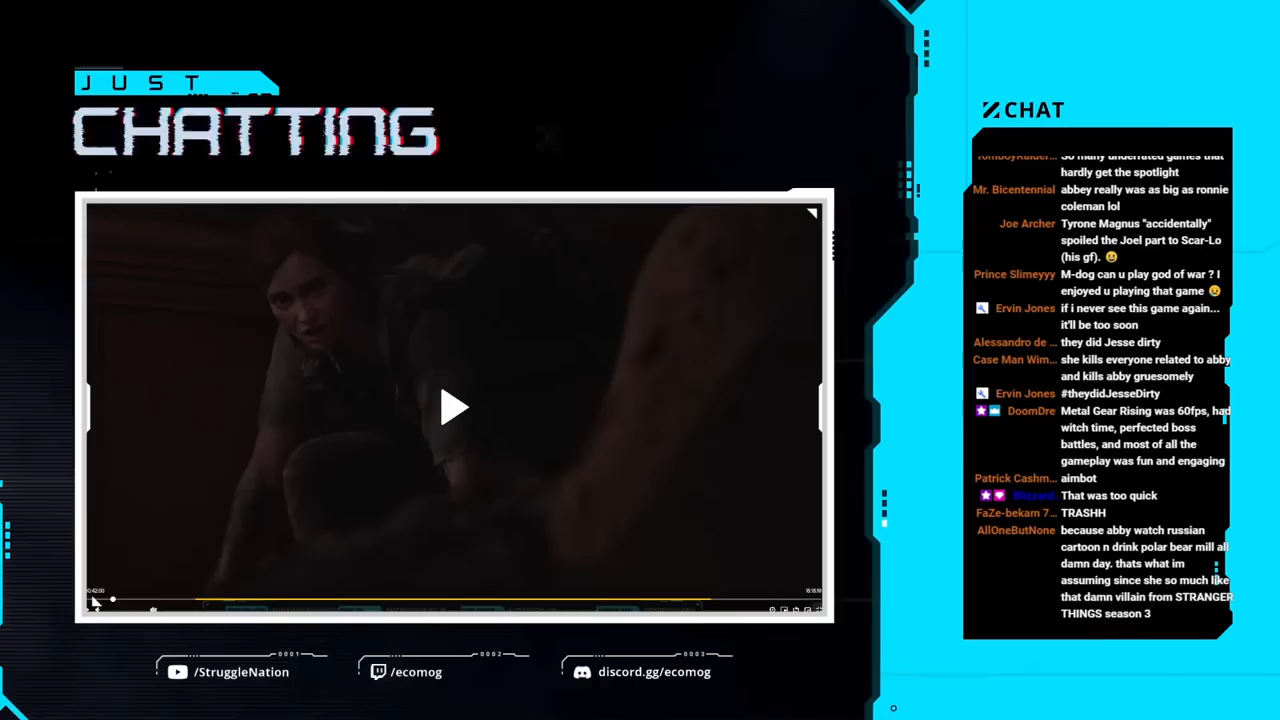 JUST
CHATTING
CHAT
So many underrated games that
hardly get the spotlight
Mr. Bicentennial abbey really was as big as ronnie
coleman lol
Joe Archer Tyrone Magnus "accidentally"
spoiled the Joel part to Scar-Lo
(his gf). 😆
Prince Slimeyyy M-dog can u play god of war ? I
enjoyed u playing that game 😢
Ervin Jones if i never see this game again...
it'll be too soon
Alessandro de ... they did Jesse dirty
Case Man Wim... she kills everyone related to abby
and kills abby gruesomely
Ervin Jones #theydidJesseDirty
DoomDre Metal Gear Rising was 60fps, had
witch time, perfected boss
battles, and most of all the
gameplay was fun and engaging
Patrick Cashm... aimbot
Blizzard That was too quick
FaZe-bekam 7... TRASHH
AllOneButNone because abby watch russian
cartoon n drink polar bear mill all
damn day. thats what im
assuming since she so much like
that damn villain from STRANGER
THINGS season 3
0001
/StruggleNation
0002
/ecomog
0003
discord.gg/ecomog